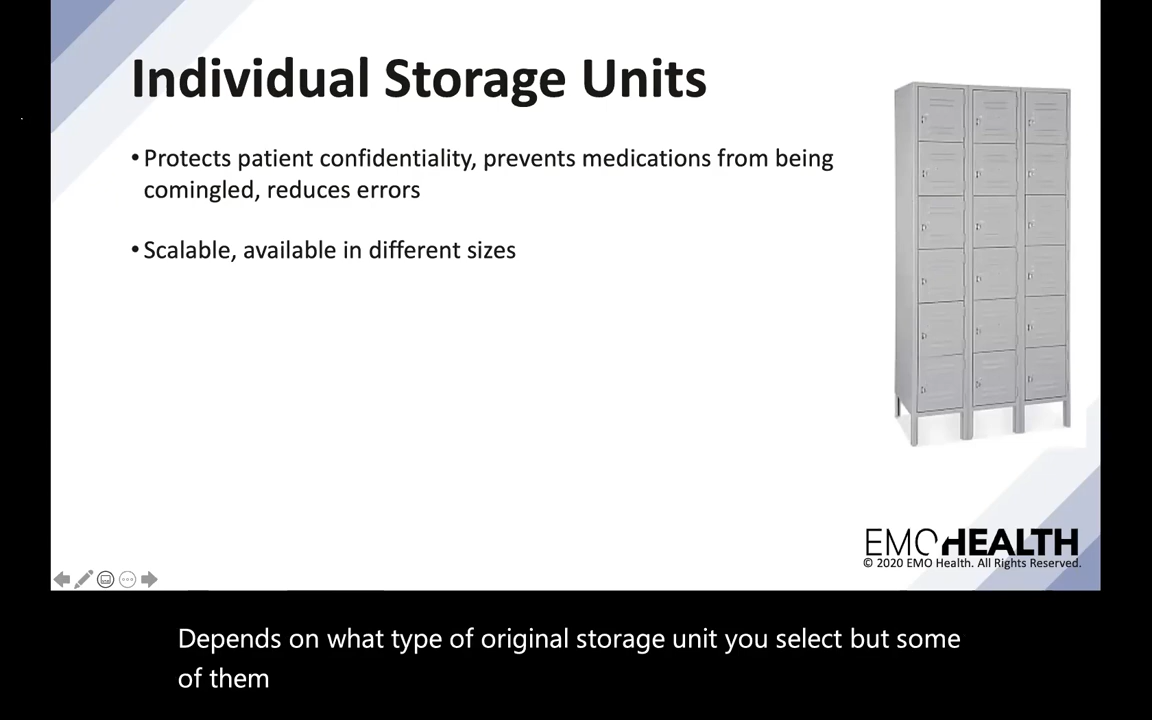 Individual Storage Units
• Protects patient confidentiality, prevents medications from being
comingled, reduces errors
• Scalable, available in different sizes
EMOHEALTH
© 2020 EMO Health. All Rights Reserved.
Depends on what type of original storage unit you select but some
of them